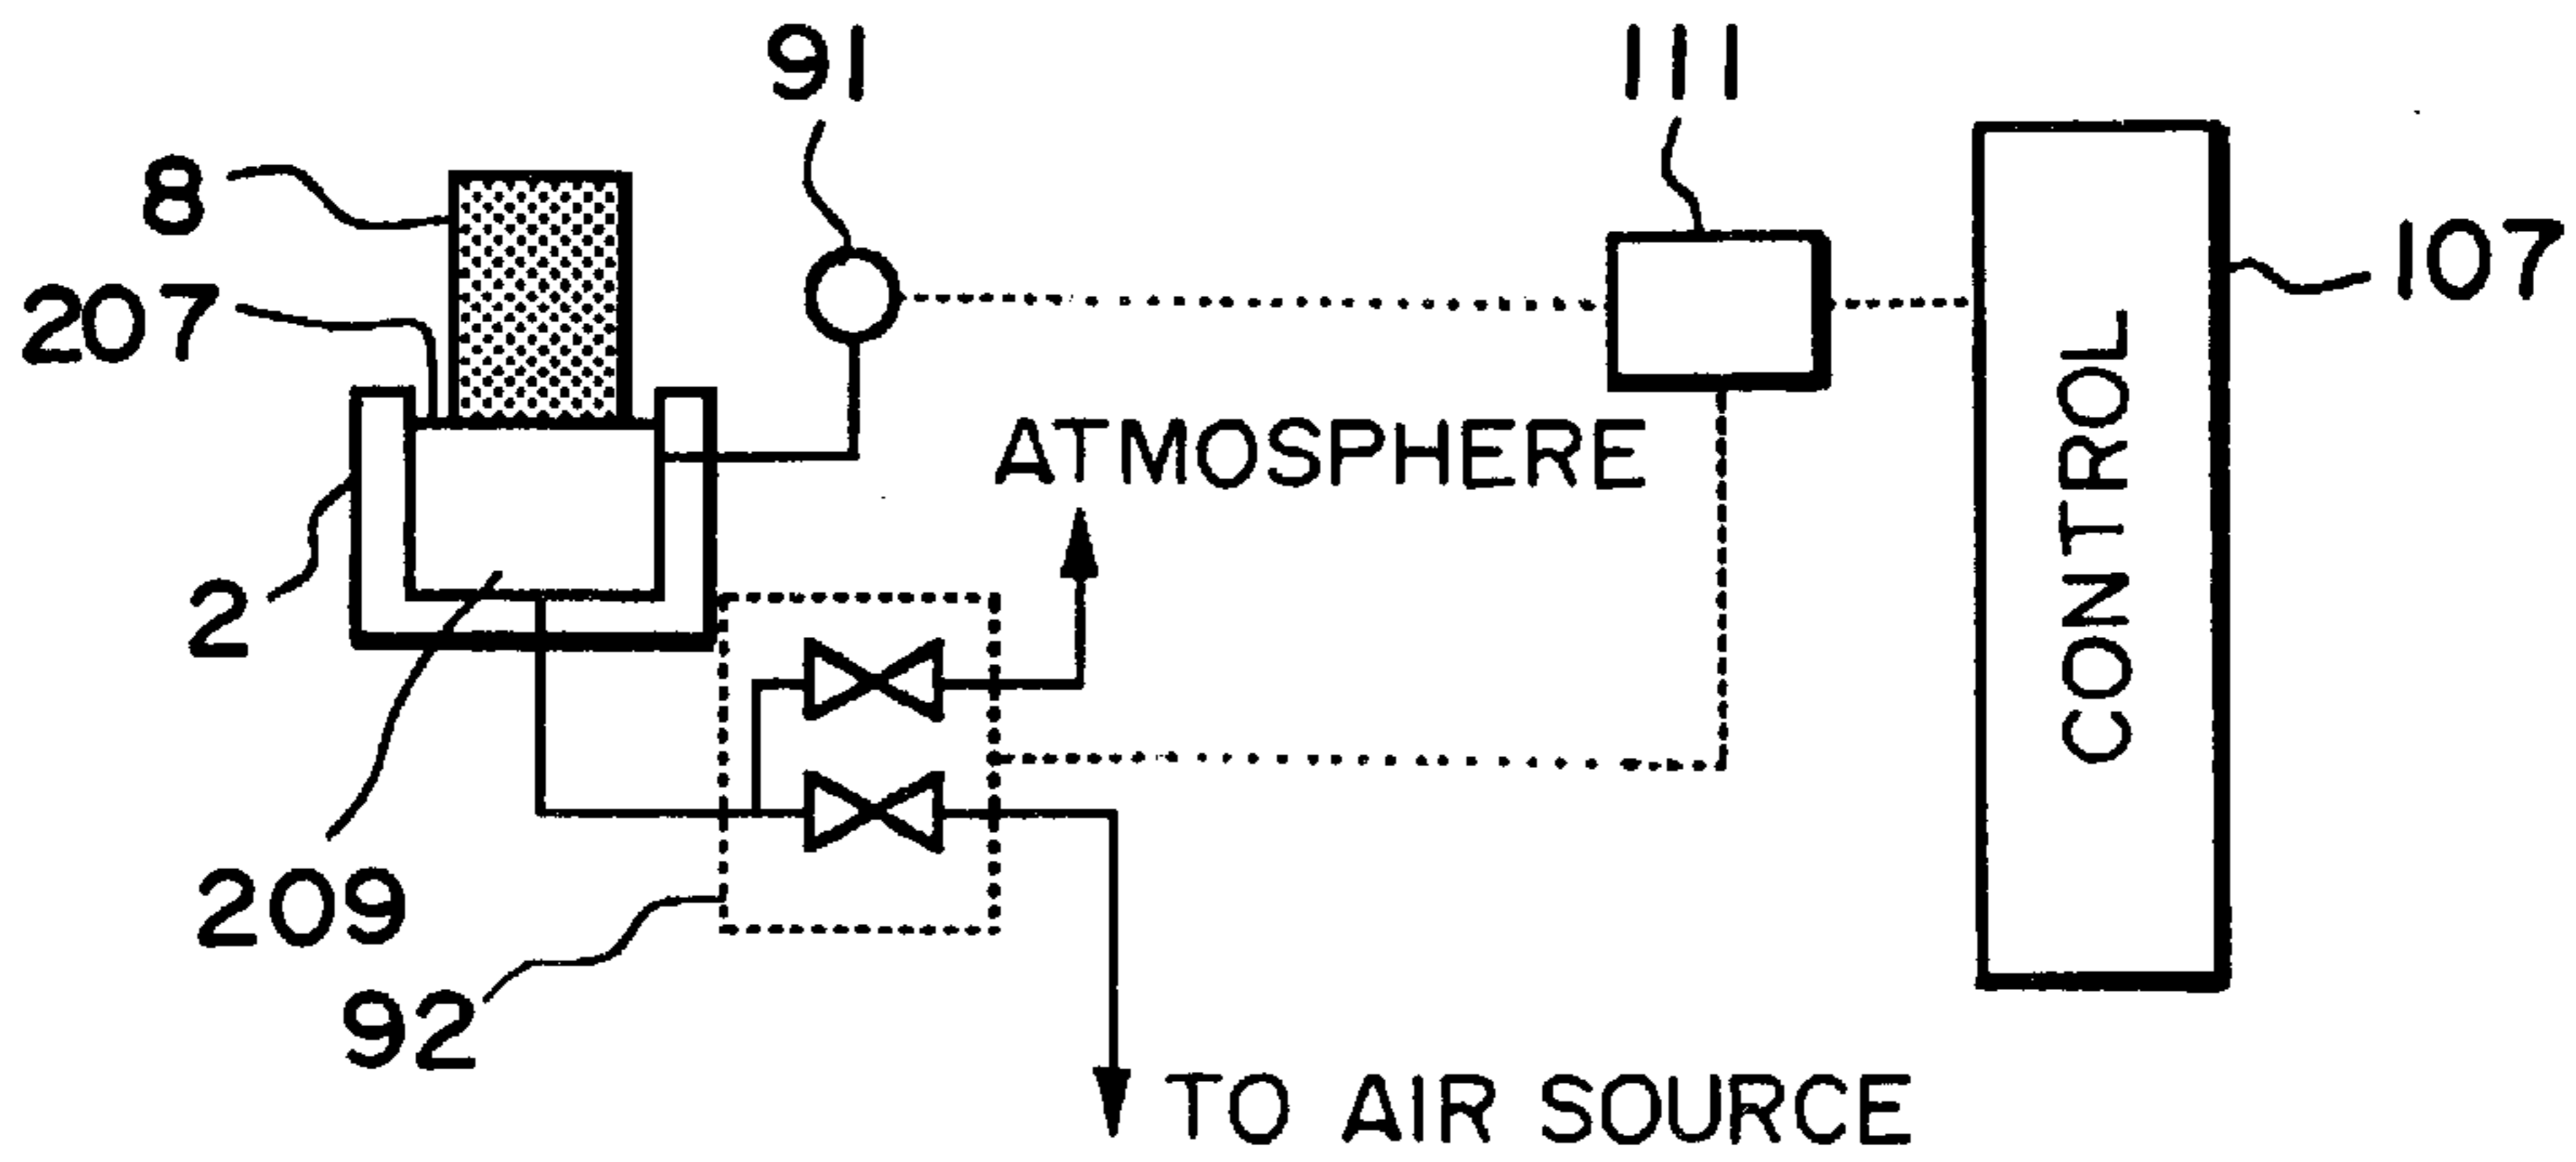 91
111
8
207
107
ATMOSPHERE
CONTROL
2
209
92
TO AIR SOURCE